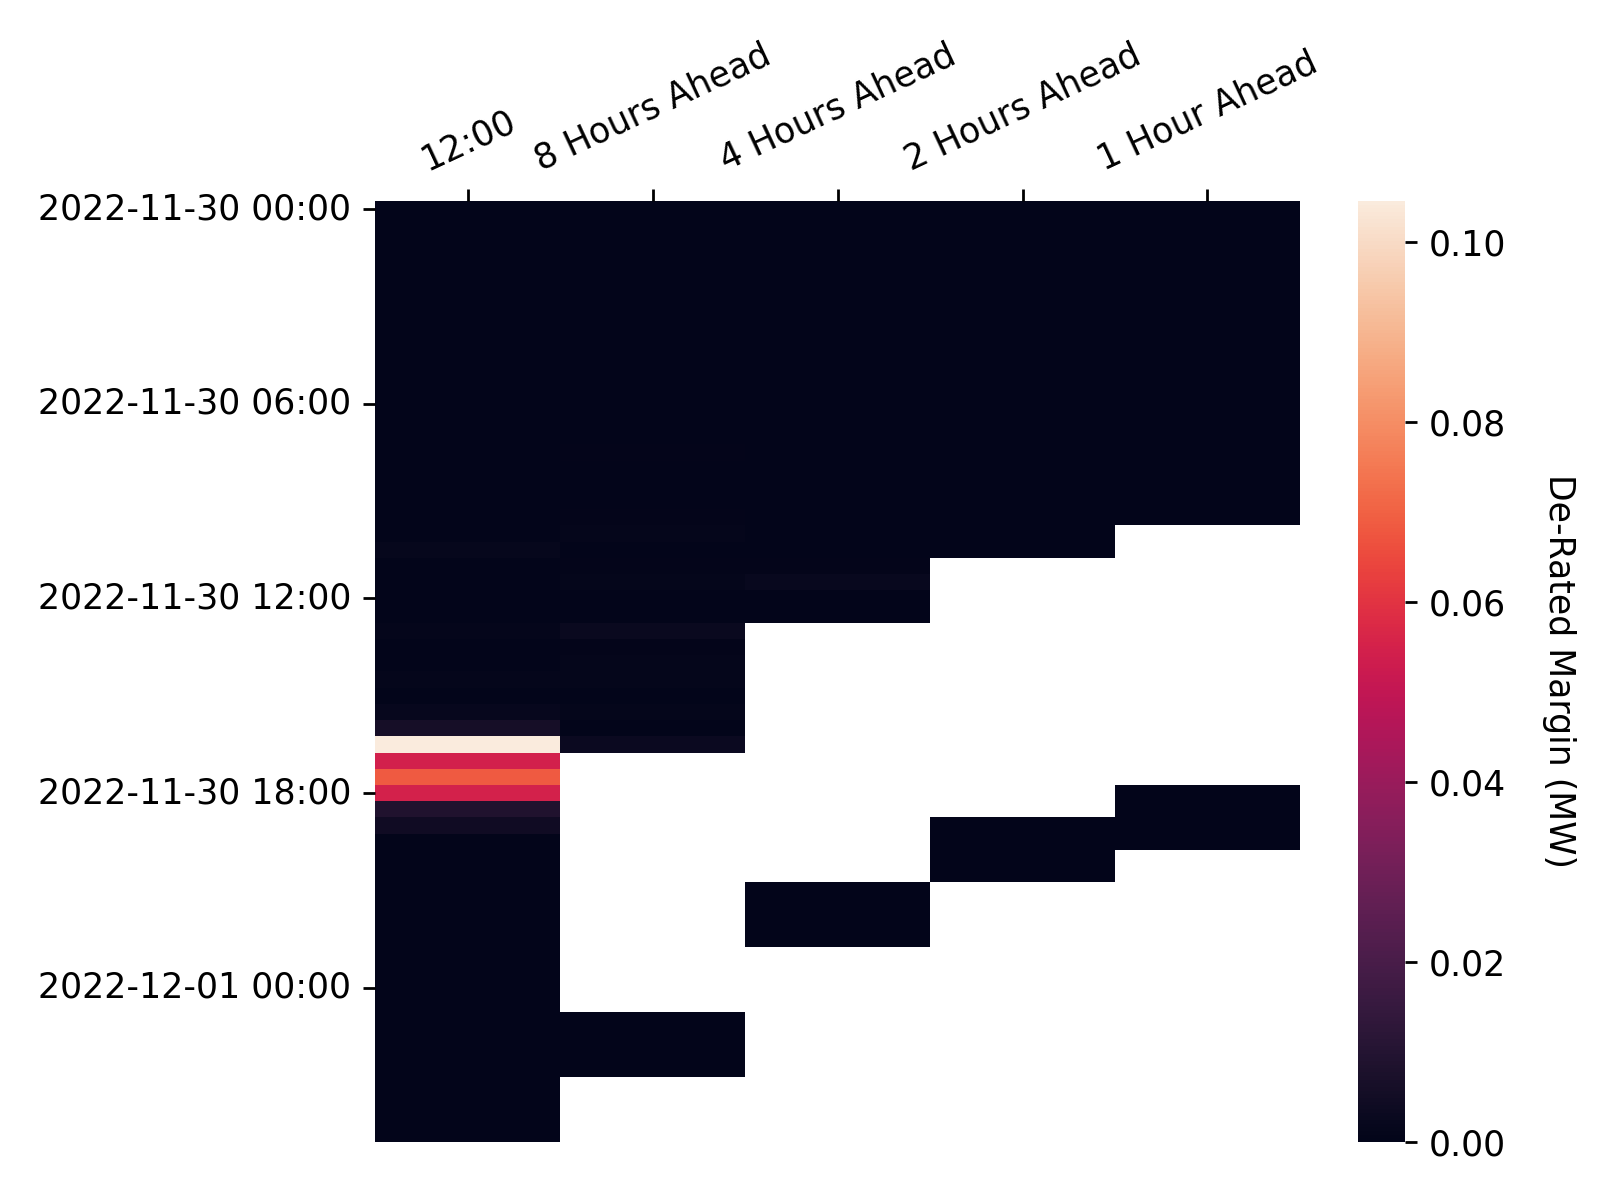 12:00
8 Hours Ahead
4 Hours Ahead
2 Hours Ahead
1 Hour Ahead
2022-11-30 00:00
2022-11-30 06:00
2022-11-30 12:00
2022-11-30 18:00
2022-12-01 00:00
0.10
0.08
0.06
0.04
0.02
0.00
De-Rated Margin (MW)